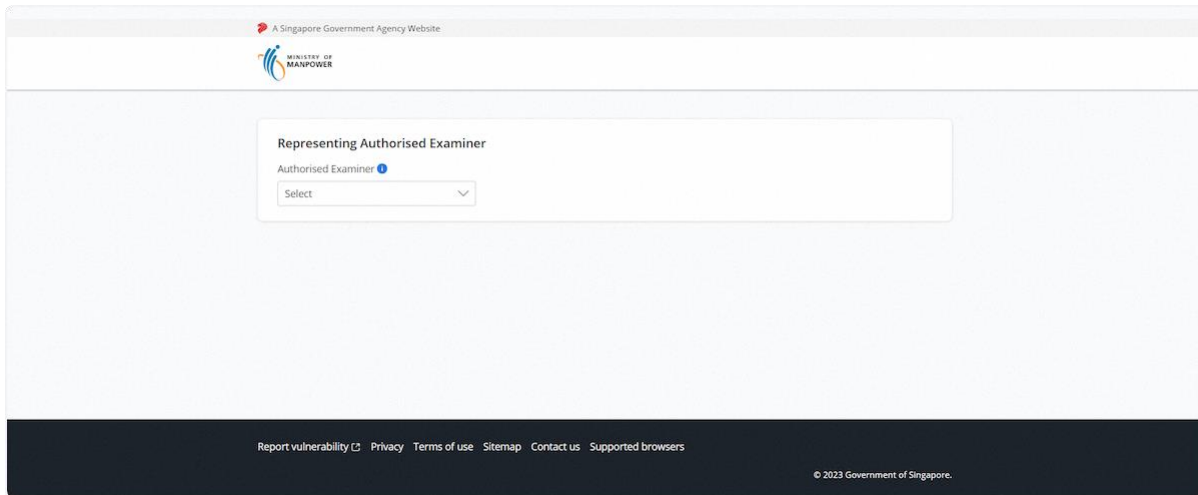 A Singapore Government Agency Website
MINISTRY OF
MANPOWER
Representing Authorised Examiner
Authorised Examiner i
Select
Report vulnerability Privacy Terms of use Sitemap Contact us Supported browsers
© 2023 Government of Singapore.